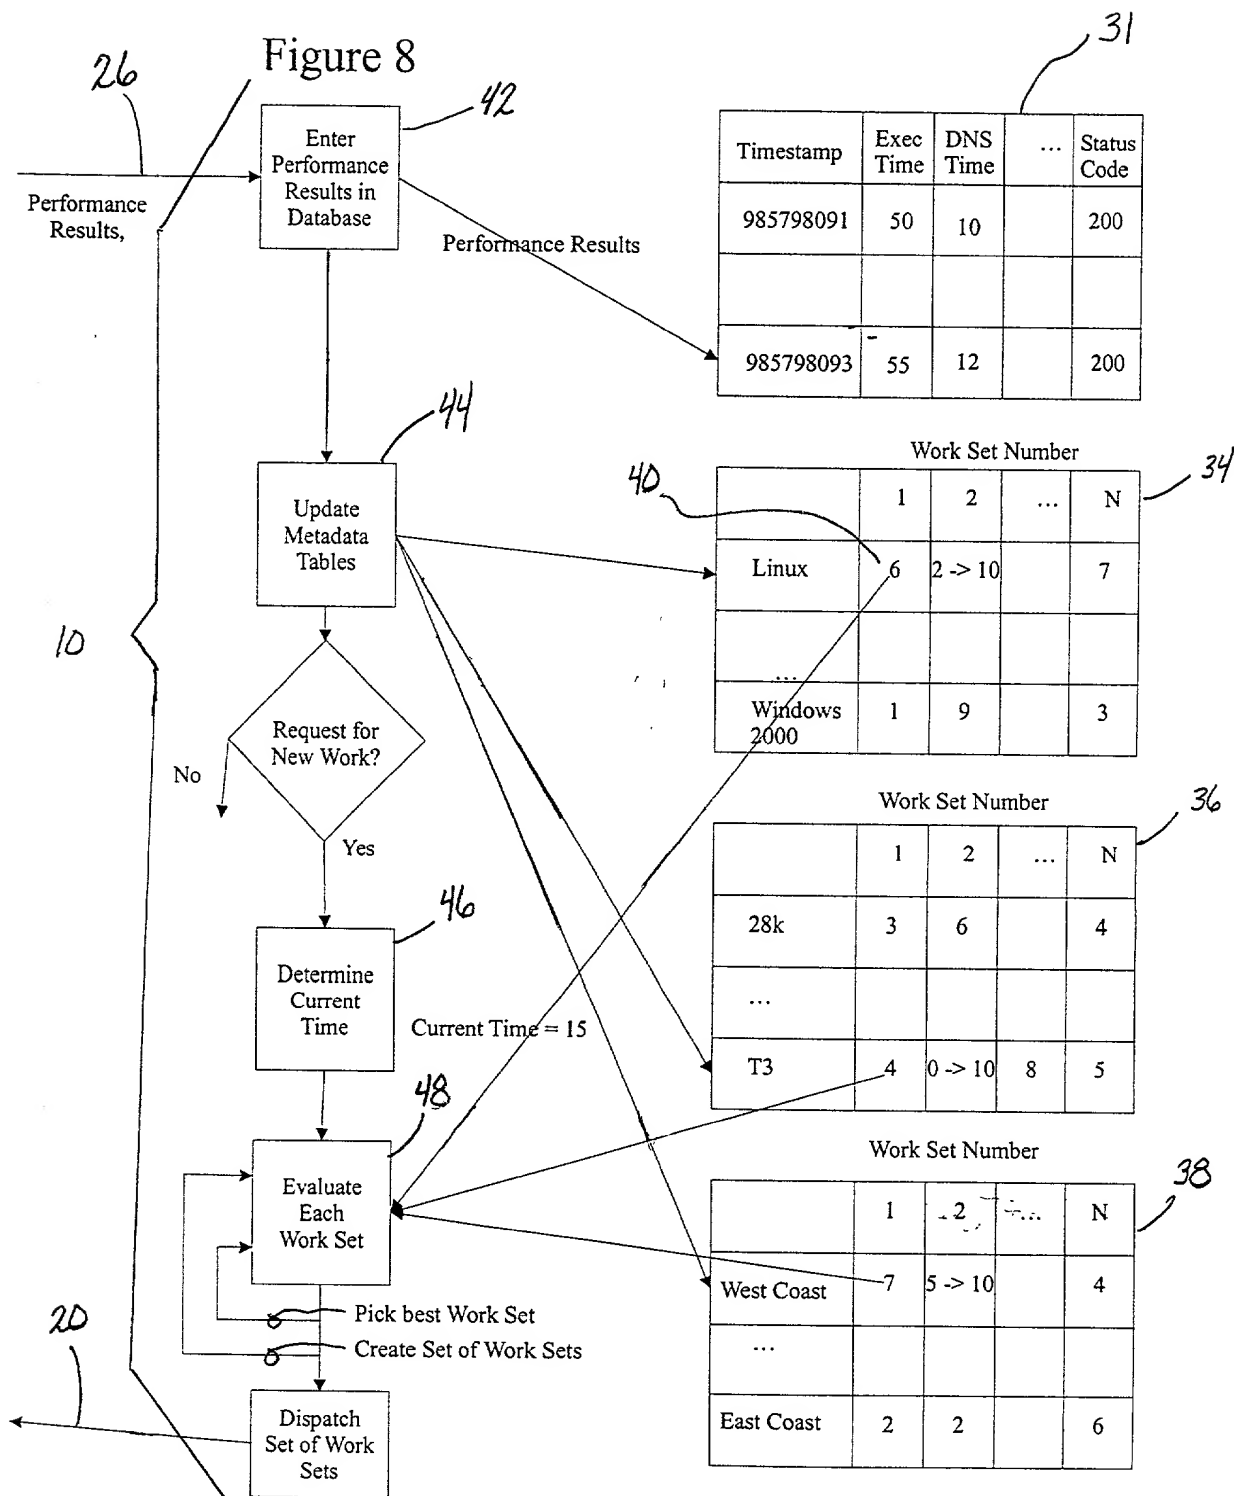 Figure 8
26
42
31
Enter
Performance
Results in
Database
Performance
Results,
Performance Results
Timestamp Exec Time DNS Time ... Status Code
985798091 50 10 200
985798093 55 12 200
44
Update
Metadata
Tables
Work Set Number
40
34
1 2 ... N
Linux 6 2 -> 10 7
...
Windows 2000 1 9 3
10
Request for
New Work?
No
Yes
Work Set Number
36
1 2 ... N
28k 3 6 4
...
T3 4 0 -> 10 8 5
46
Determine
Current
Time
Current Time = 15
48
Evaluate
Each
Work Set
Work Set Number
38
1 2 ... N
West Coast 7 5 -> 10 4
...
East Coast 2 2 6
Pick best Work Set
Create Set of Work Sets
20
Dispatch
Set of Work
Sets